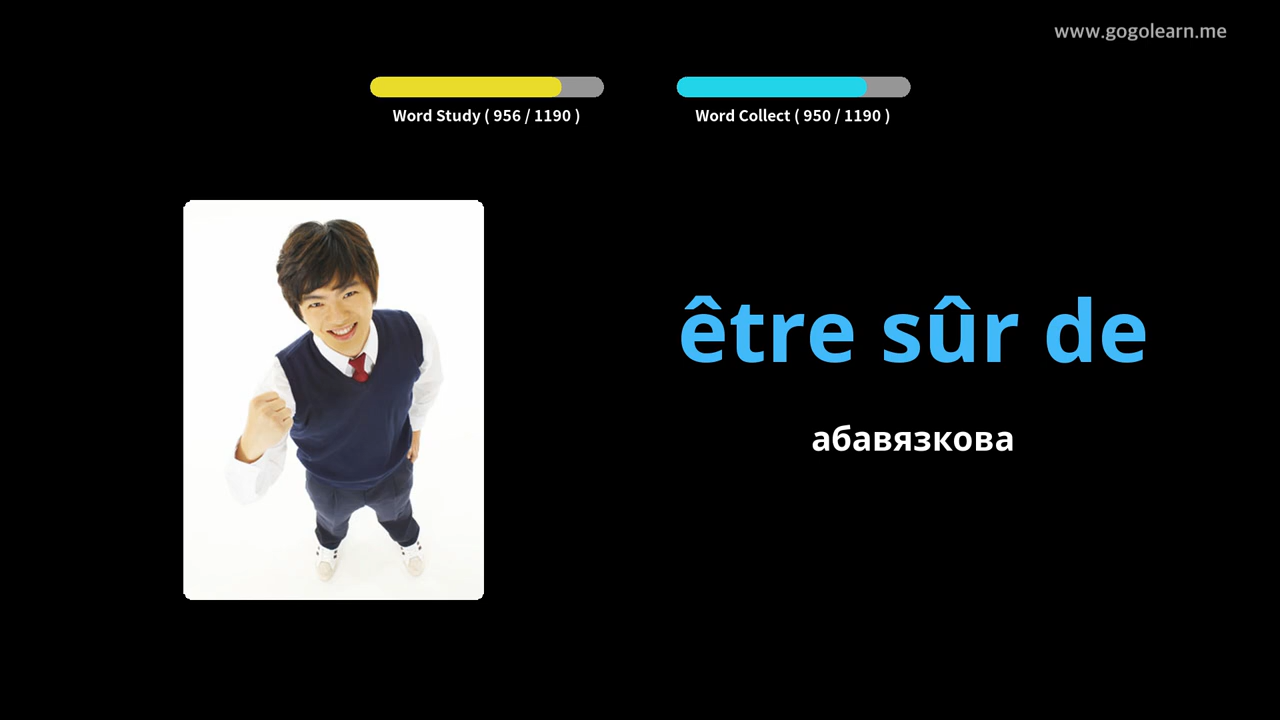 www.gogolearn.me
Word Study ( 956 / 1190 )
Word Collect ( 950 / 1190 )
être sûr de
абавязкова